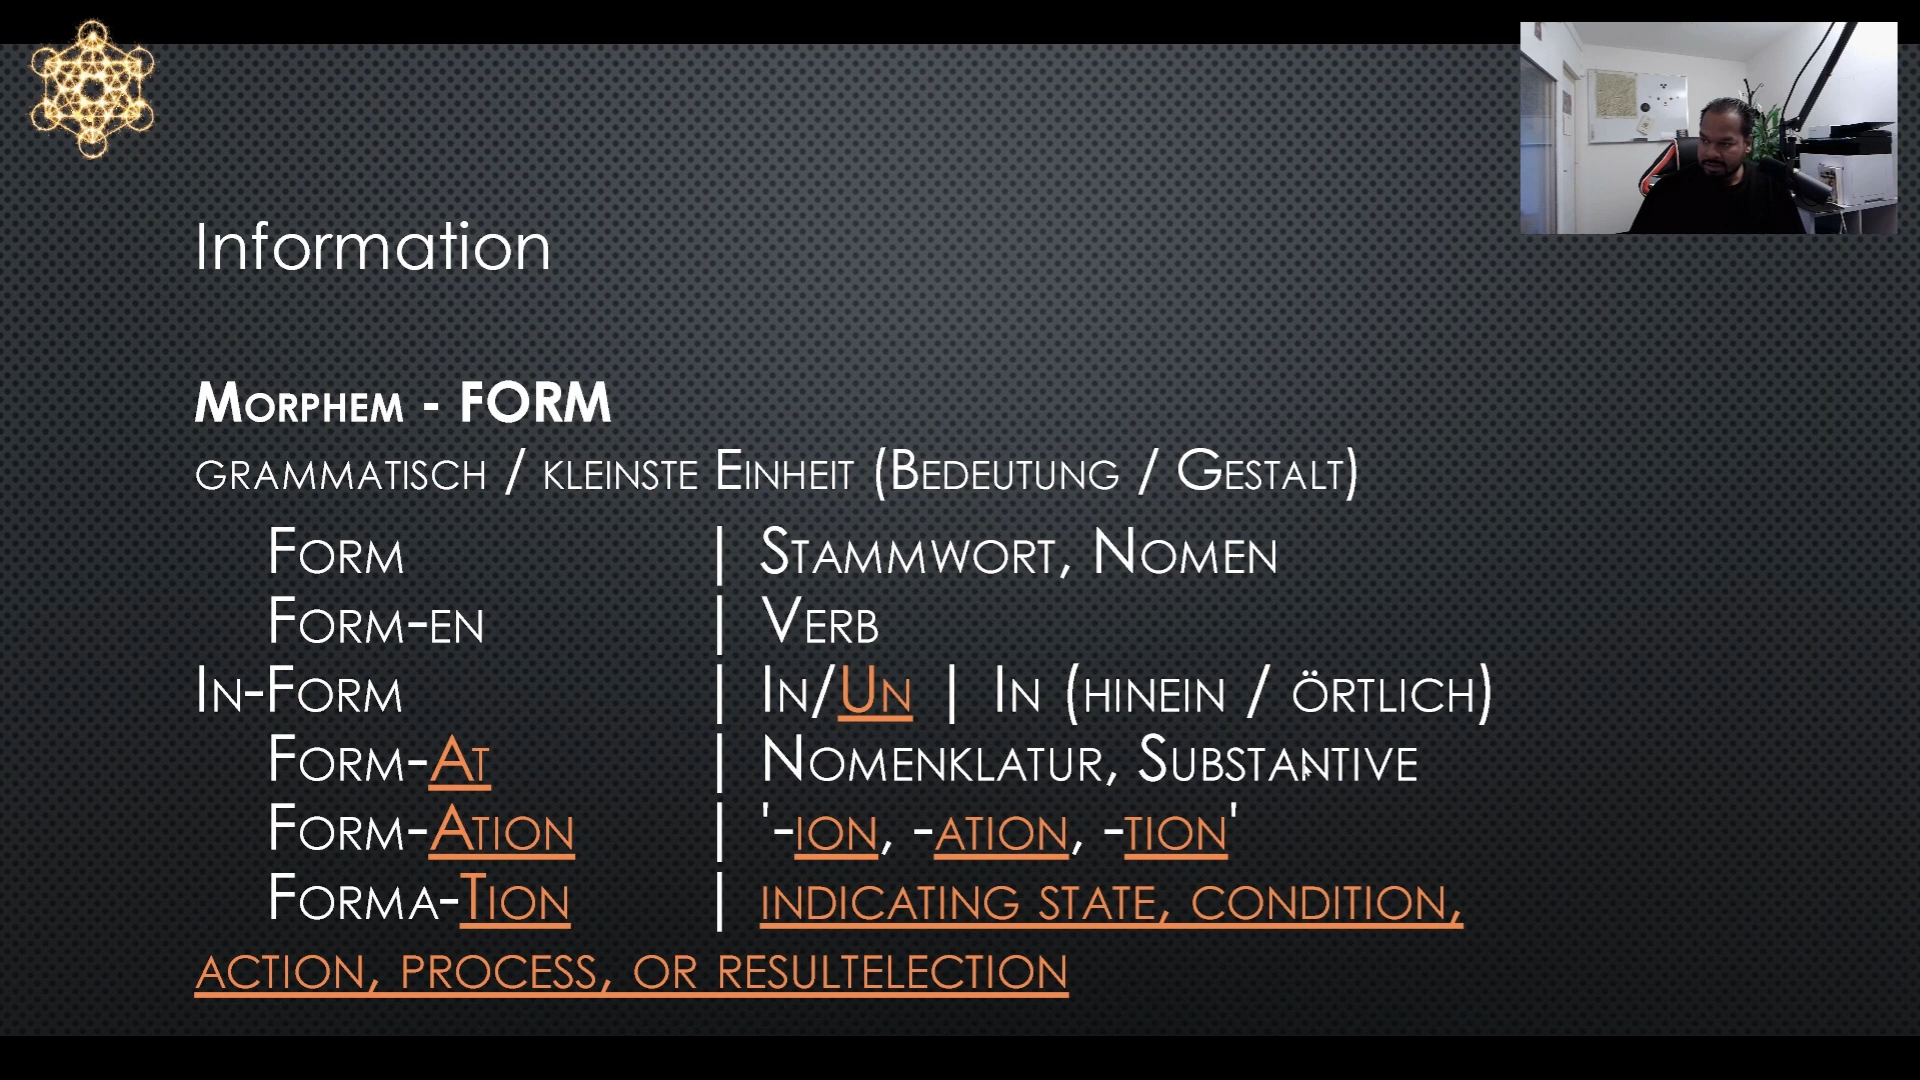 Information
Morphem - FORM
grammatisch / kleinste Einheit (Bedeutung / Gestalt)
Form | Stammwort, Nomen
Form-en | Verb
In-Form | In/Un | In (hinein / örtlich)
Form-At | Nomenklatur, Substantive
Form-Ation | '-ion, -ation, -tion'
Forma-Tion | indicating state, condition,
action, process, or resultelection